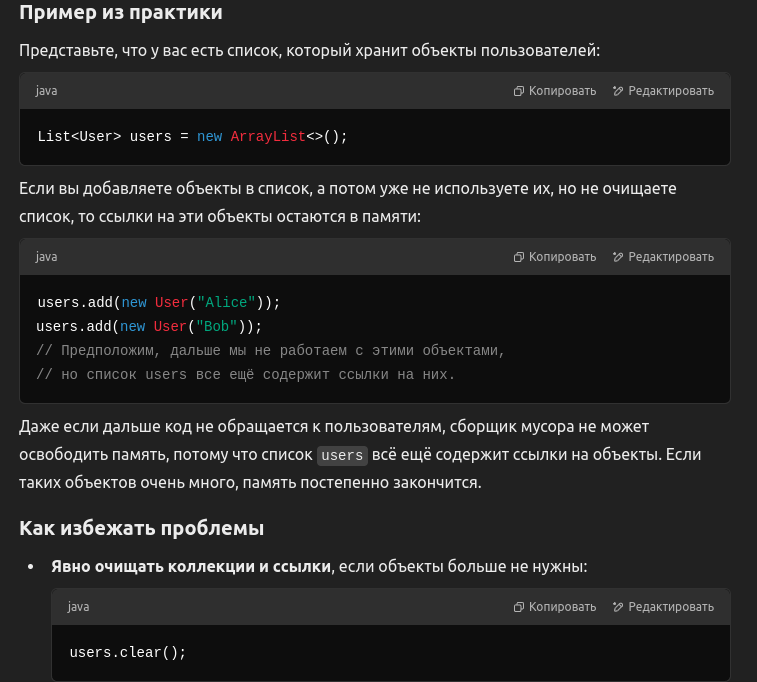 Пример из практики
Представьте, что у вас есть список, который хранит объекты пользователей:
java Копировать Редактировать
List<User> users = new ArrayList<>();
Если вы добавляете объекты в список, а потом уже не используете их, но не очищаете
список, то ссылки на эти объекты остаются в памяти:
java Копировать Редактировать
users.add(new User("Alice"));
users.add(new User("Bob"));
// Предположим, дальше мы не работаем с этими объектами,
// но список users все ещё содержит ссылки на них.
Даже если дальше код не обращается к пользователям, сборщик мусора не может
освободить память, потому что список users всё ещё содержит ссылки на объекты. Если
таких объектов очень много, память постепенно закончится.
Как избежать проблемы
• Явно очищать коллекции и ссылки, если объекты больше не нужны:
java Копировать Редактировать
users.clear();